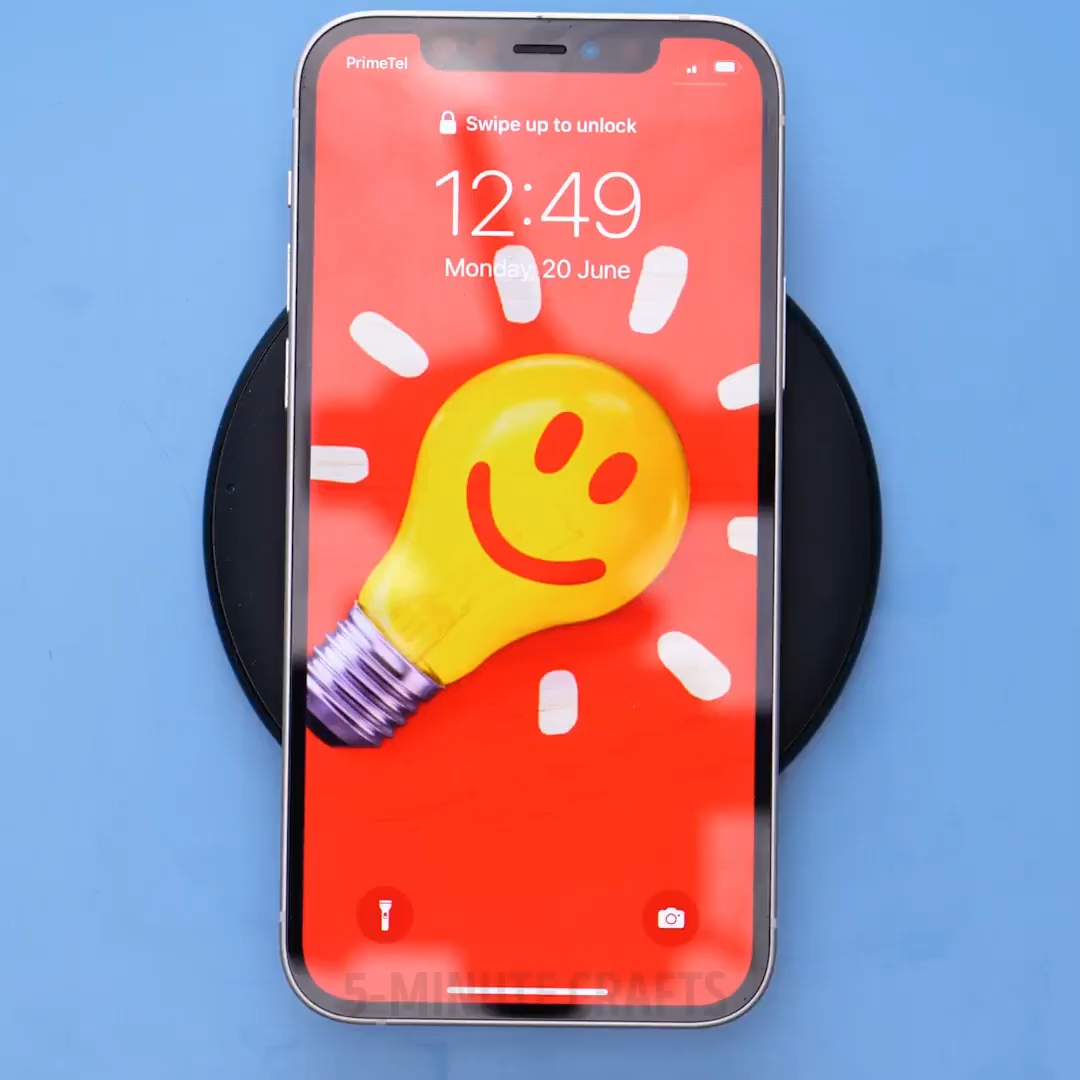 PrimeTel
Swipe up to unlock
12:49
Monday, 20 June
5-MINUTE CRAFTS